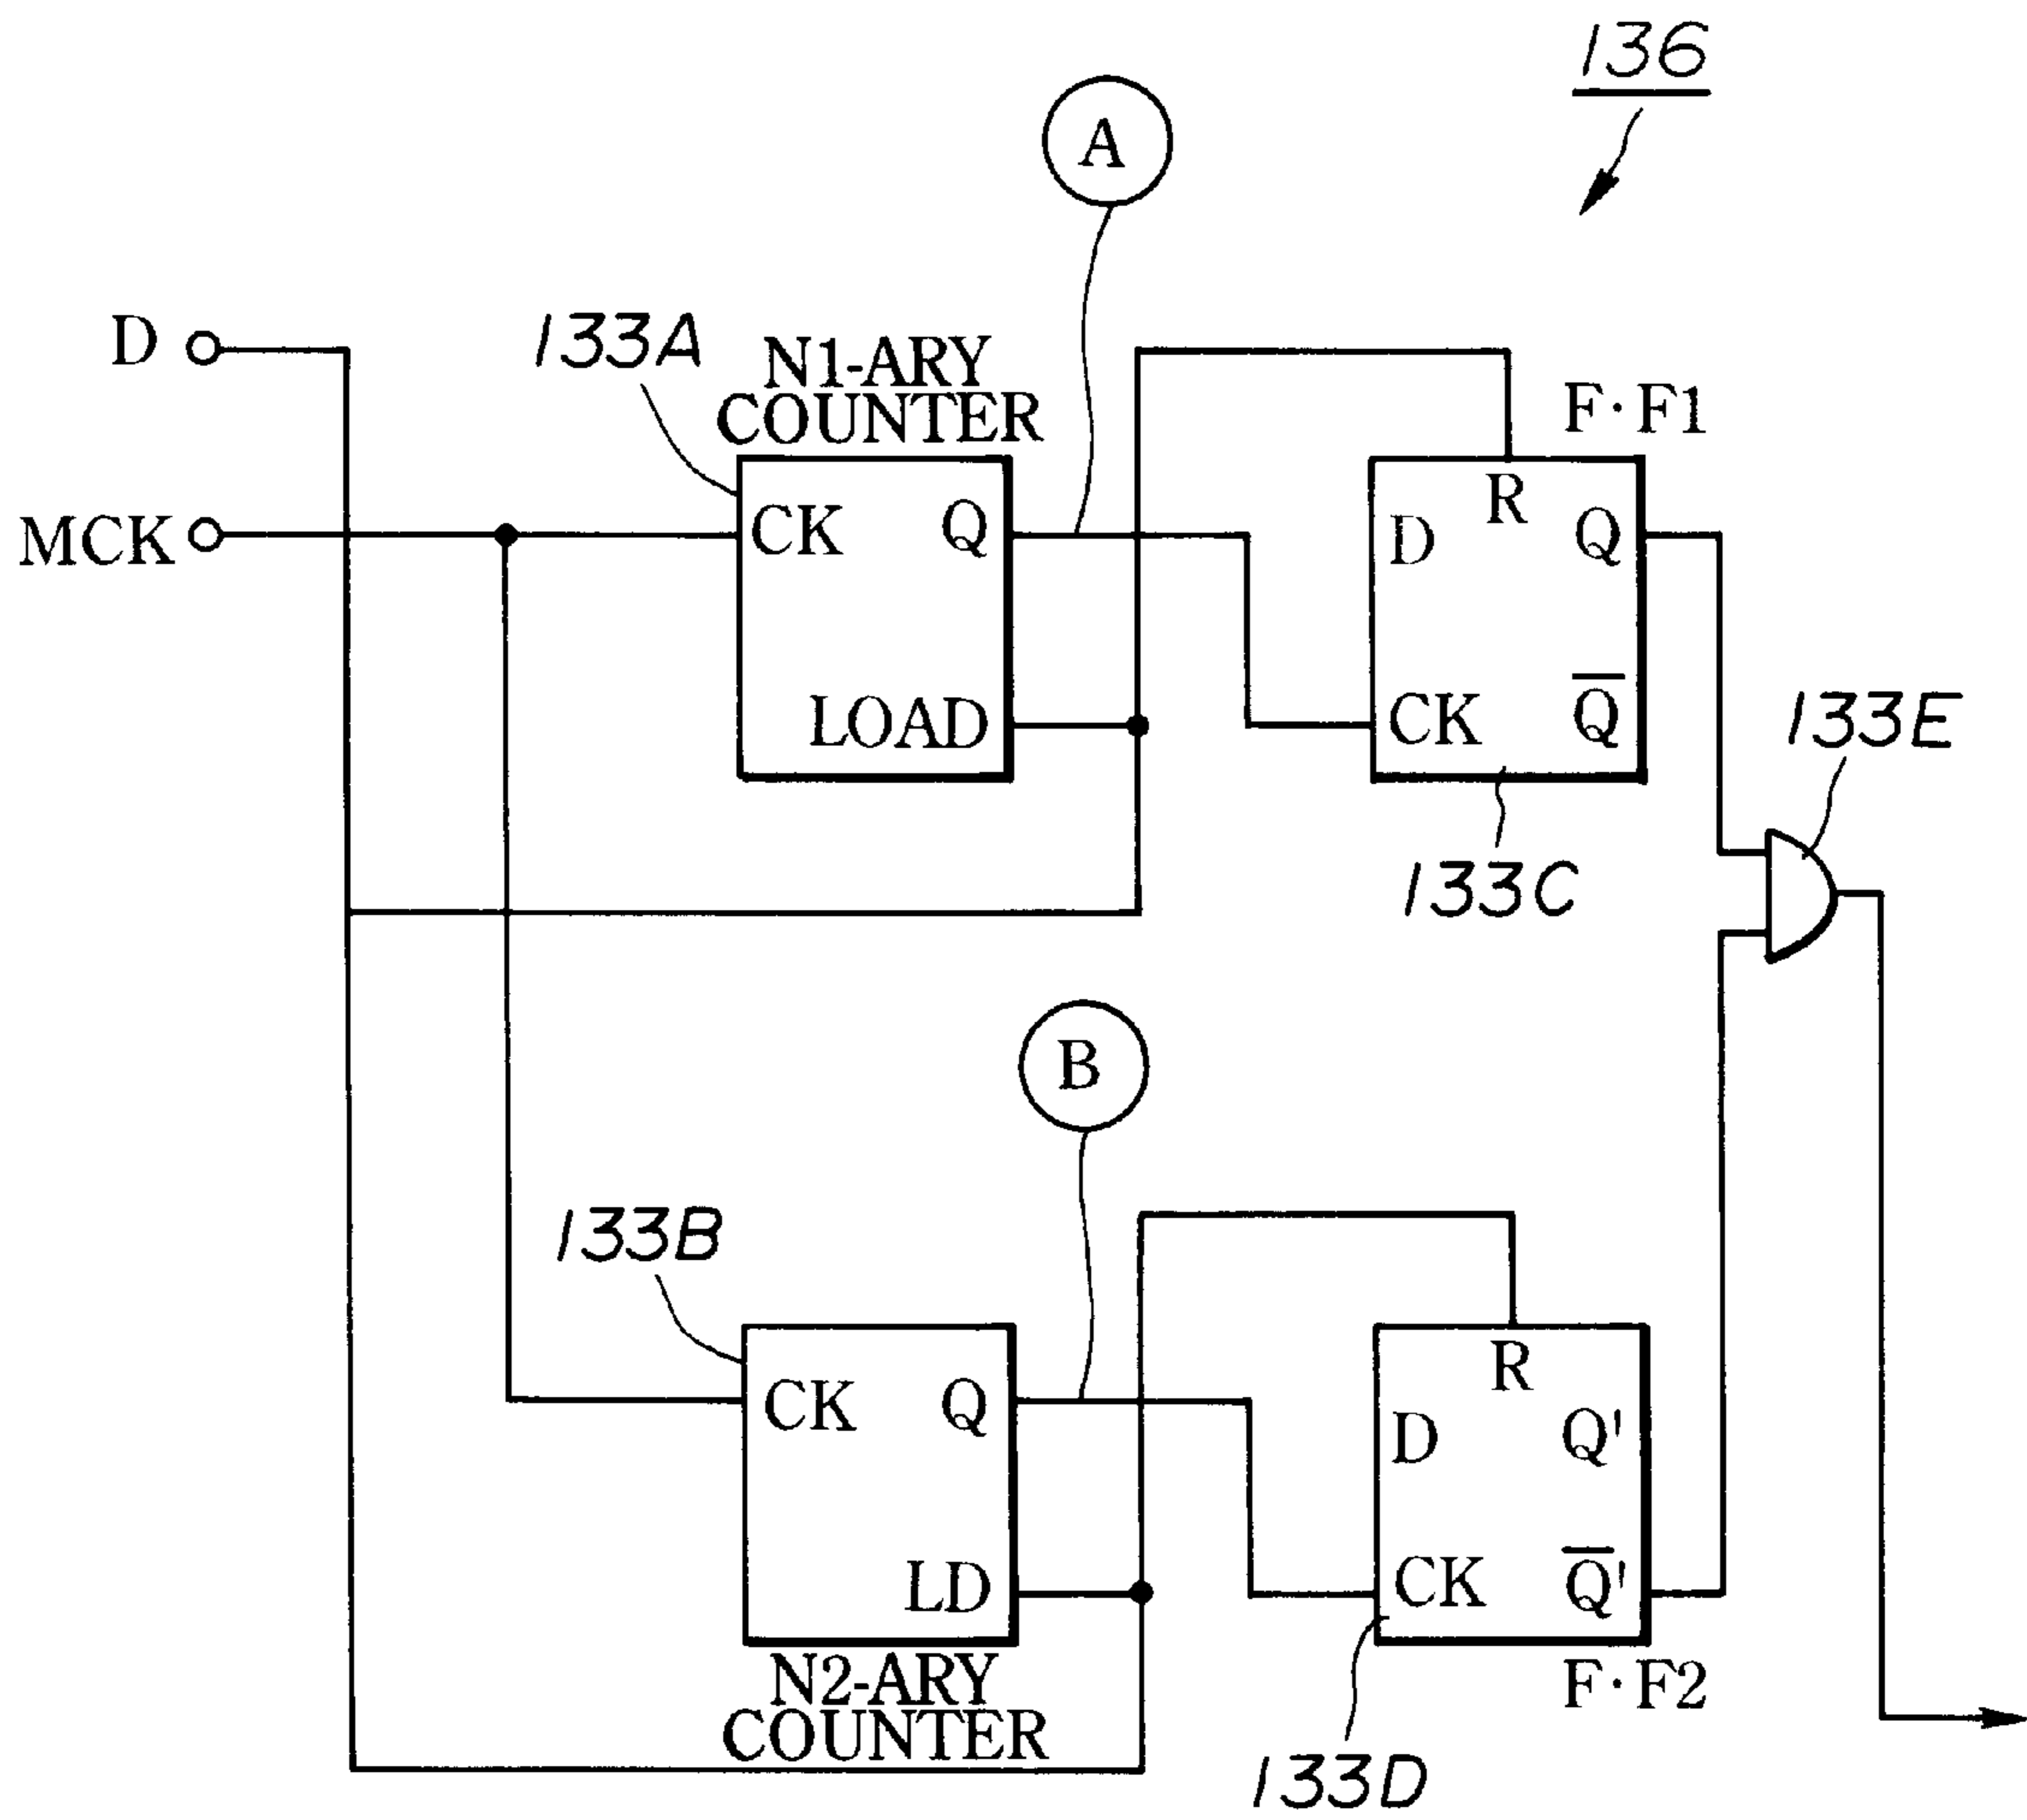 136
A
D
133A
N1-ARY
COUNTER
F·F1
MCK
CK
Q
LOAD
R
D
Q
CK
Q̅
133E
133C
B
133B
CK
Q
LD
R
D
Q'
CK
Q̅'
N2-ARY
COUNTER
F·F2
133D